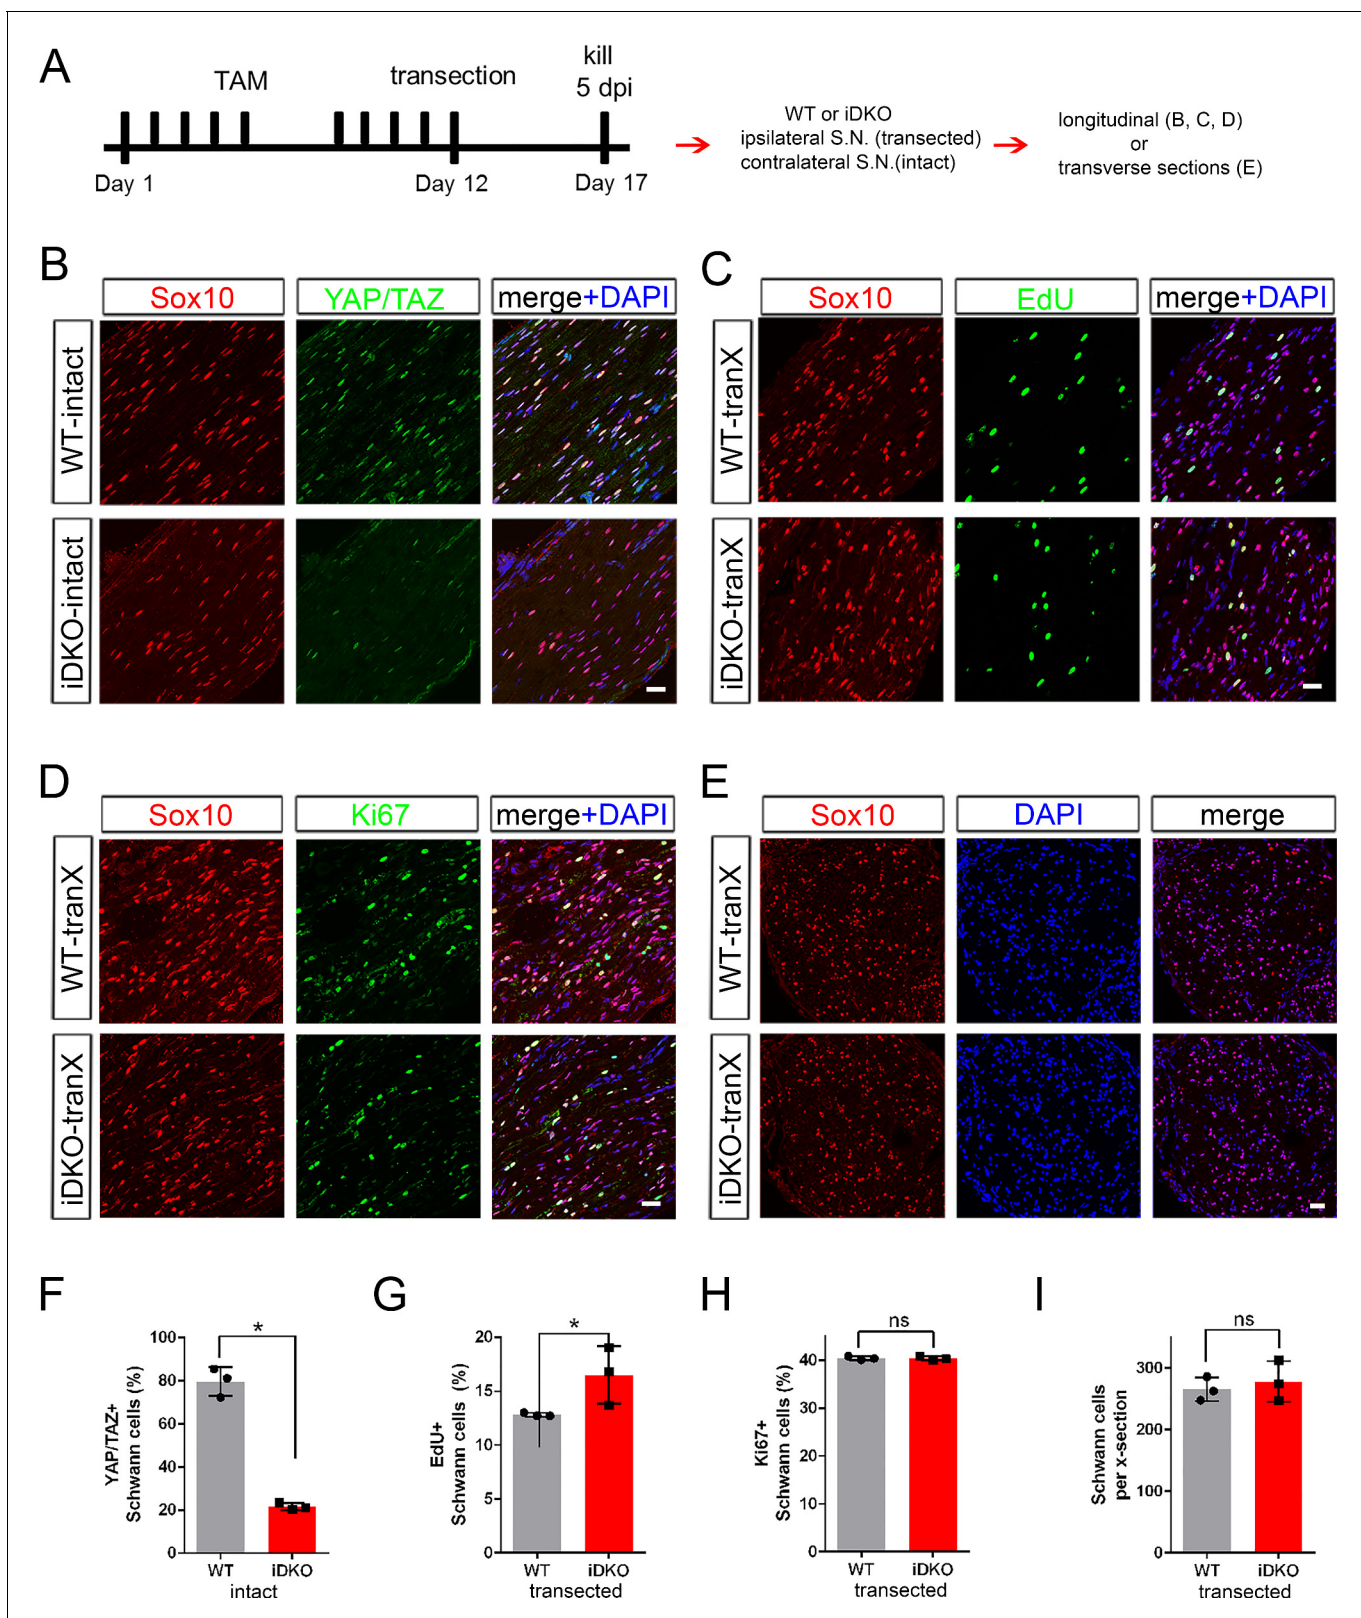 A
TAM
transection
kill
5 dpi
Day 1
Day 12
Day 17
WT or iDKO
ipsilateral S.N. (transected)
contralateral S.N.(intact)
longitudinal (B, C, D)
or
transverse sections (E)
B
Sox10
YAP/TAZ
merge+DAPI
WT-intact
iDKO-intact
C
Sox10
EdU
merge+DAPI
WT-tranX
iDKO-tranX
D
Sox10
Ki67
merge+DAPI
WT-tranX
iDKO-tranX
E
Sox10
DAPI
merge
WT-tranX
iDKO-tranX
F
YAP/TAZ+
Schwann cells (%)
100
80
60
40
20
0
*
WT
iDKO
intact
G
EdU+
Schwann cells (%)
20
15
10
5
0
*
WT
iDKO
transected
H
Ki67+
Schwann cells (%)
40
30
20
10
0
ns
WT
iDKO
transected
I
Schwann cells
per x-section
300
200
100
0
ns
WT
iDKO
transected